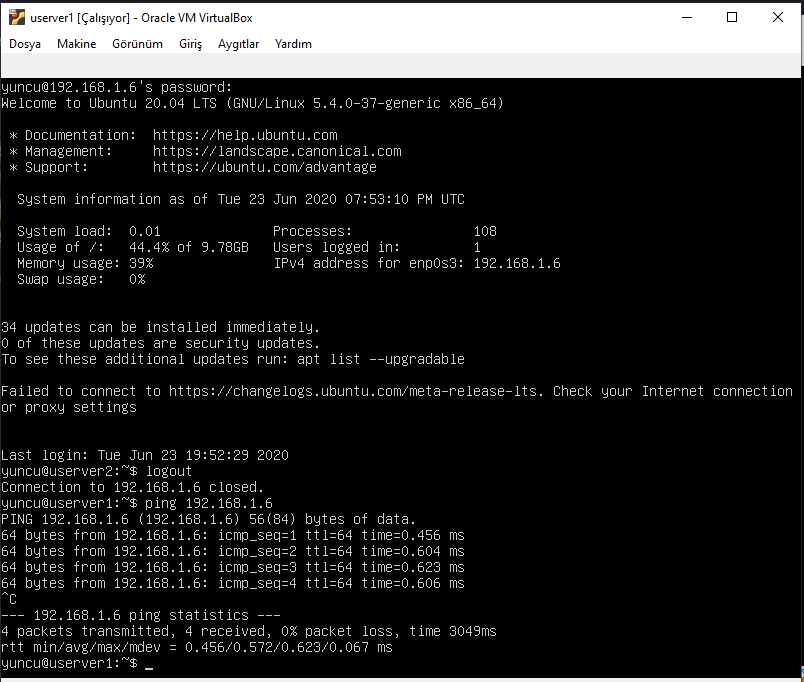 userver1 [Çalışıyor] - Oracle VM VirtualBox
Dosya Makine Görünüm Giriş Aygıtlar Yardım
yuncu@192.168.1.6's password:
Welcome to Ubuntu 20.04 LTS (GNU/Linux 5.4.0-37-generic x86_64)
* Documentation: https://help.ubuntu.com
* Management: https://landscape.canonical.com
* Support: https://ubuntu.com/advantage
System information as of Tue 23 Jun 2020 07:53:10 PM UTC
System load: 0.01 Processes: 108
Usage of /: 44.4% of 9.78GB Users logged in: 1
Memory usage: 39% IPv4 address for enp0s3: 192.168.1.6
Swap usage: 0%
34 updates can be installed immediately.
0 of these updates are security updates.
To see these additional updates run: apt list --upgradable
Failed to connect to https://changelogs.ubuntu.com/meta-release-lts. Check your Internet connection
or proxy settings
Last login: Tue Jun 23 19:52:29 2020
yuncu@userver2:~$ logout
Connection to 192.168.1.6 closed.
yuncu@userver1:~$ ping 192.168.1.6
PING 192.168.1.6 (192.168.1.6) 56(84) bytes of data.
64 bytes from 192.168.1.6: icmp_seq=1 ttl=64 time=0.456 ms
64 bytes from 192.168.1.6: icmp_seq=2 ttl=64 time=0.604 ms
64 bytes from 192.168.1.6: icmp_seq=3 ttl=64 time=0.623 ms
64 bytes from 192.168.1.6: icmp_seq=4 ttl=64 time=0.606 ms
^C
--- 192.168.1.6 ping statistics ---
4 packets transmitted, 4 received, 0% packet loss, time 3049ms
rtt min/avg/max/mdev = 0.456/0.572/0.623/0.067 ms
yuncu@userver1:~$ _